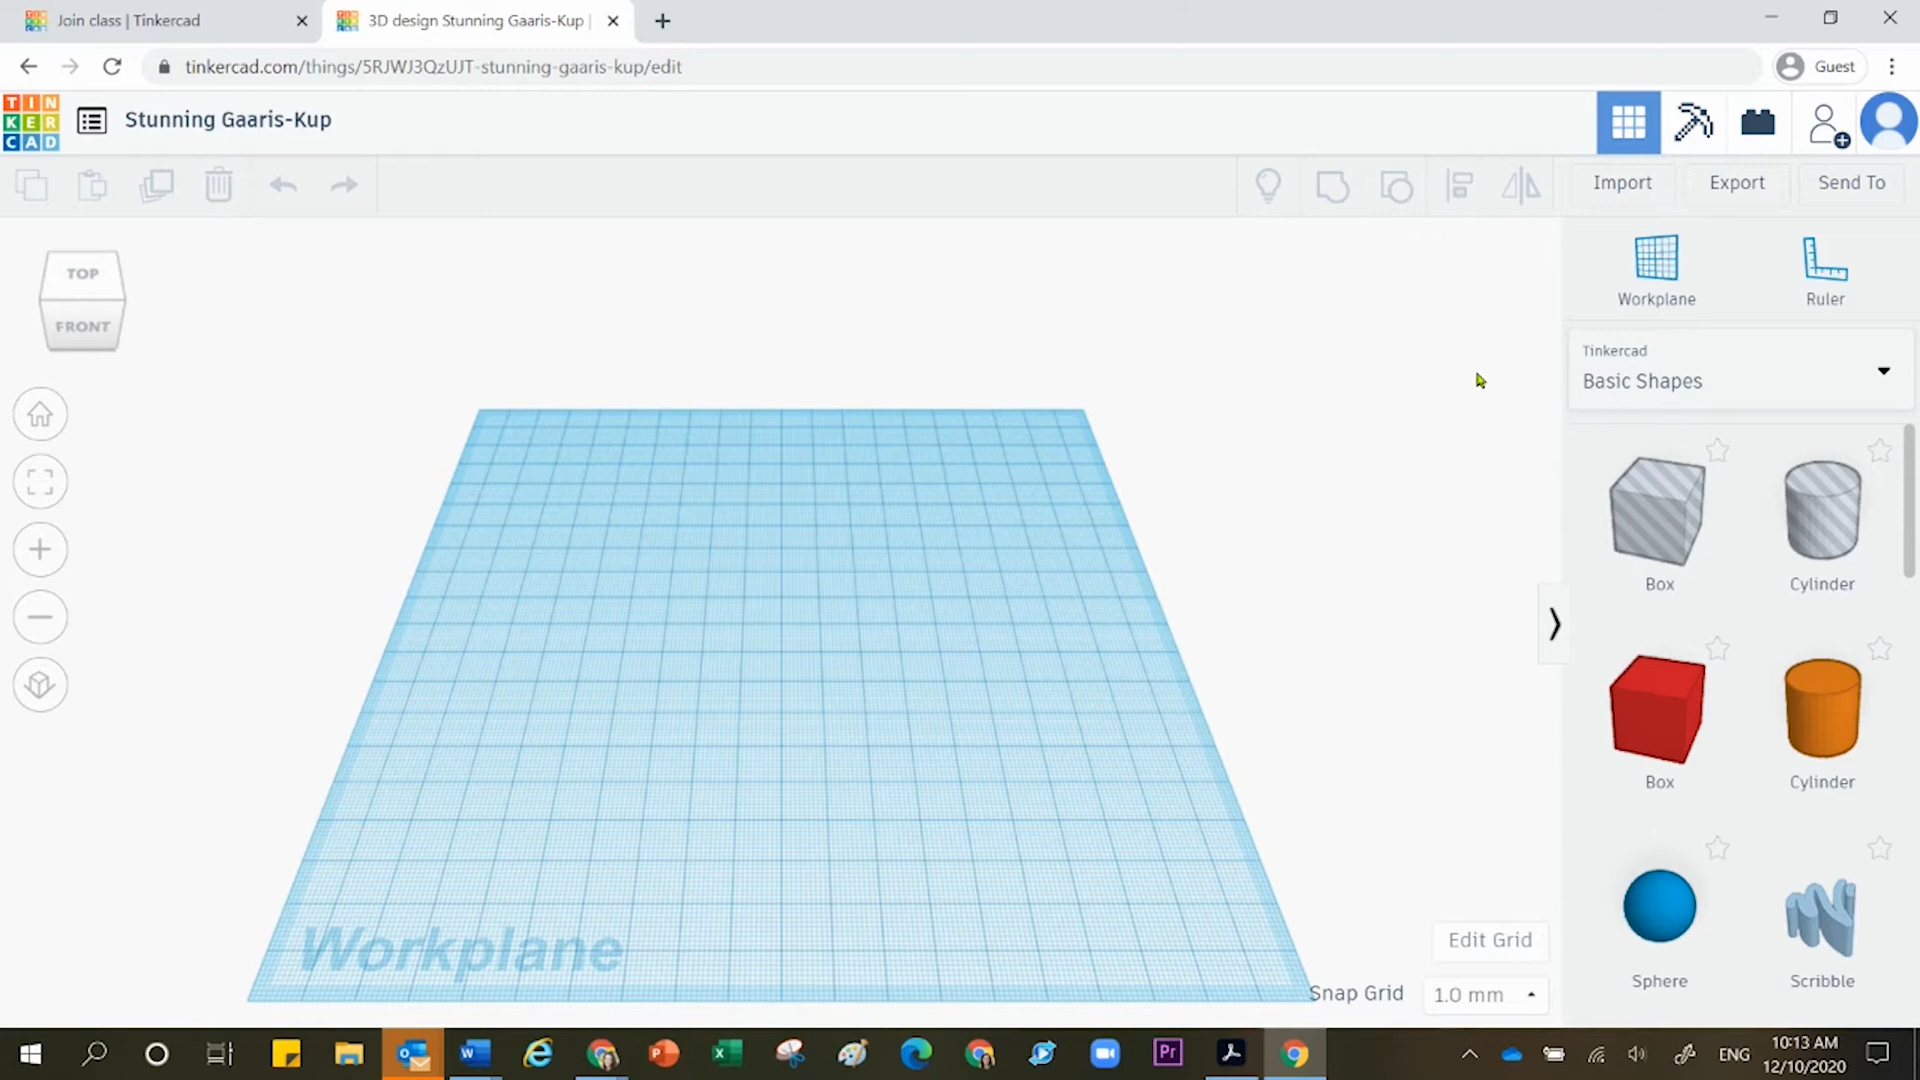 Join class | Tinkercad
3D design Stunning Gaaris-Kup |
tinkercad.com/things/5RJWJ3QzUJT-stunning-gaaris-kup/edit
Guest
TIN
KER
CAD
Stunning Gaaris-Kup
Import
Export
Send To
TOP
FRONT
Workplane
Ruler
Tinkercad
Basic Shapes
Box
Cylinder
Box
Cylinder
Sphere
Scribble
Workplane
Edit Grid
Snap Grid
1.0 mm
Pr
ENG
10:13 AM
12/10/2020